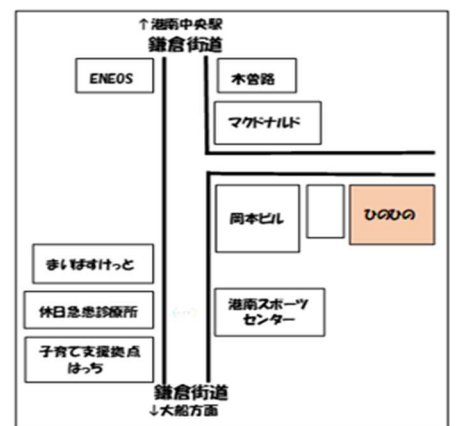 ↑港南中央駅
鎌倉街道
ENEOS
木曽路
マクドナルド
岡本ビル
ひのひの
まいばすけっと
休日急患診療所
港南スポーツ
センター
子育て支援拠点
はっち
鎌倉街道
↓大船方面